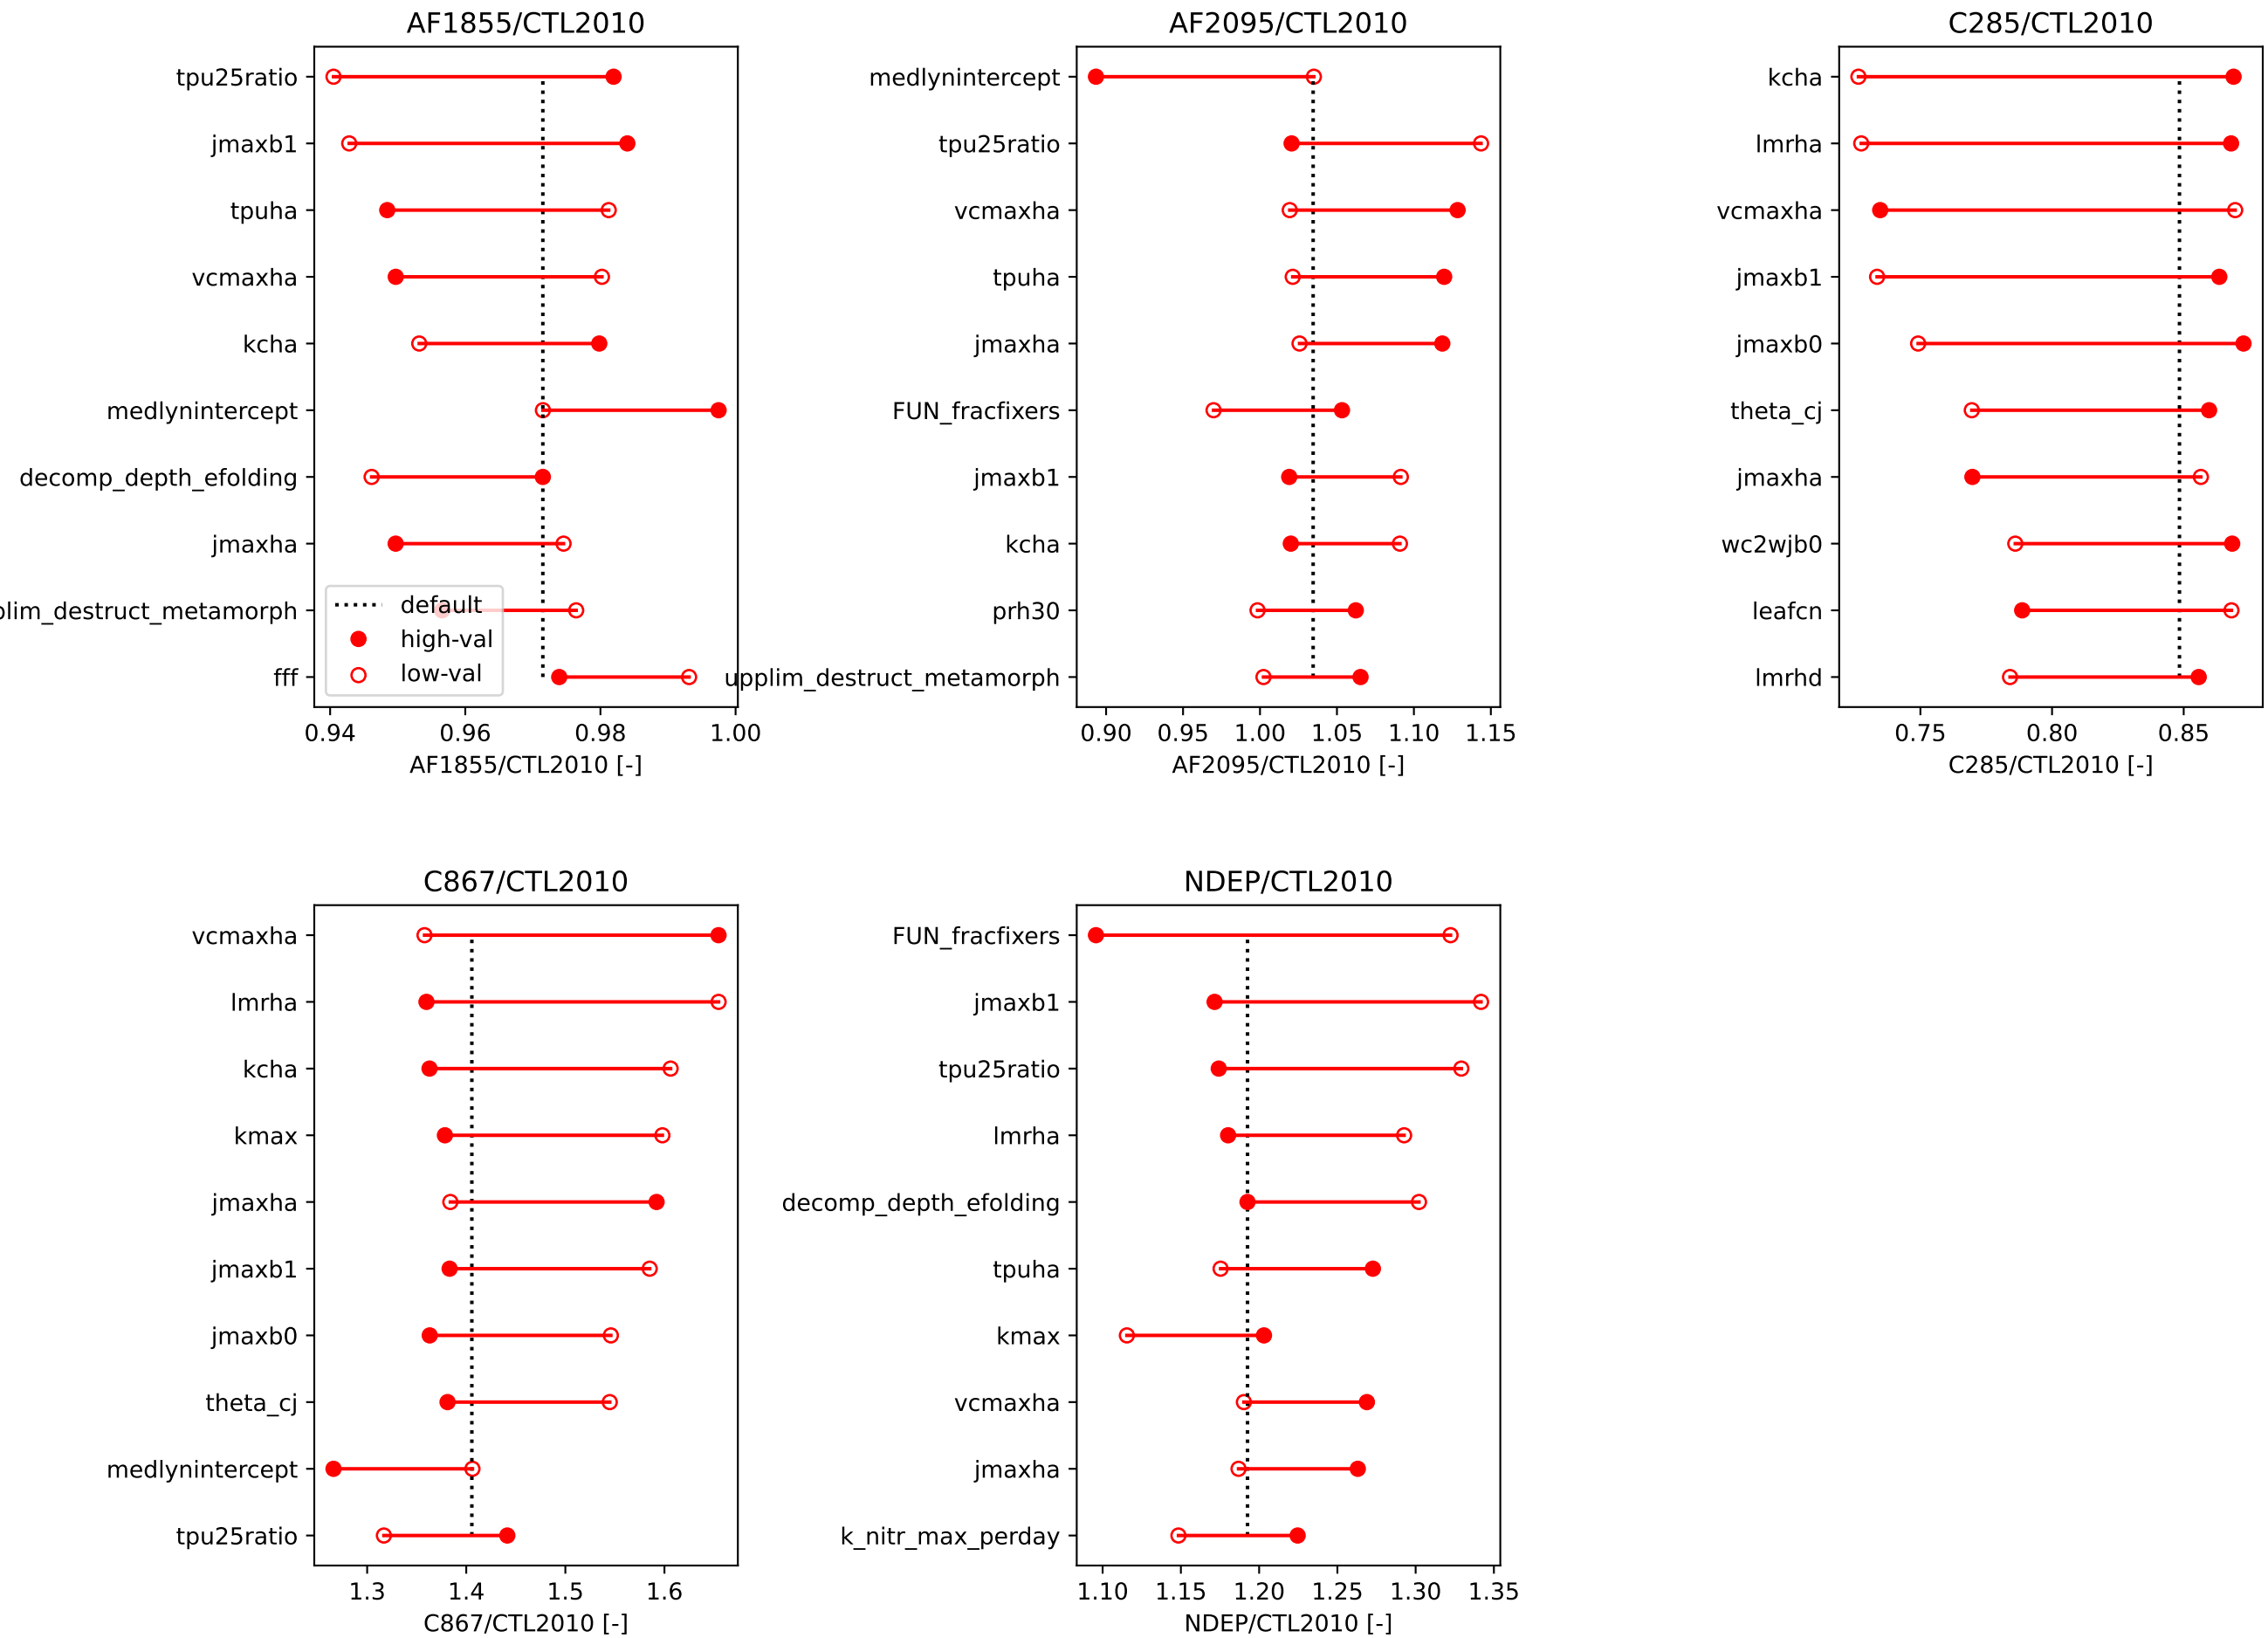 AF1855/CTL2010
tpu25ratio
jmaxb1
tpuha
vcmaxha
kcha
medlynintercept
decomp_depth_efolding
jmaxha
plim_destruct_metamorph
fff
default
high-val
low-val
0.94 0.96 0.98 1.00
AF1855/CTL2010 [-]
AF2095/CTL2010
medlynintercept
tpu25ratio
vcmaxha
tpuha
jmaxha
FUN_fracfixers
jmaxb1
kcha
prh30
upplim_destruct_metamorph
0.90 0.95 1.00 1.05 1.10 1.15
AF2095/CTL2010 [-]
C285/CTL2010
kcha
lmrha
vcmaxha
jmaxb1
jmaxb0
theta_cj
jmaxha
wc2wjb0
leafcn
lmrhd
0.75 0.80 0.85
C285/CTL2010 [-]
C867/CTL2010
vcmaxha
lmrha
kcha
kmax
jmaxha
jmaxb1
jmaxb0
theta_cj
medlynintercept
tpu25ratio
1.3 1.4 1.5 1.6
C867/CTL2010 [-]
NDEP/CTL2010
FUN_fracfixers
jmaxb1
tpu25ratio
lmrha
decomp_depth_efolding
tpuha
kmax
vcmaxha
jmaxha
k_nitr_max_perday
1.10 1.15 1.20 1.25 1.30 1.35
NDEP/CTL2010 [-]